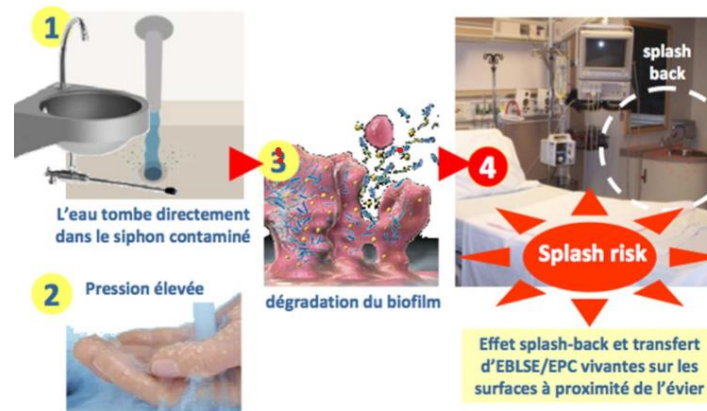 1
L'eau tombe directement
dans le siphon contaminé
2
Pression élevée
3
dégradation du biofilm
4
splash
back
Splash risk
Effet splash-back et transfert
d'EBLSE/EPC vivantes sur les
surfaces à proximité de l'évier